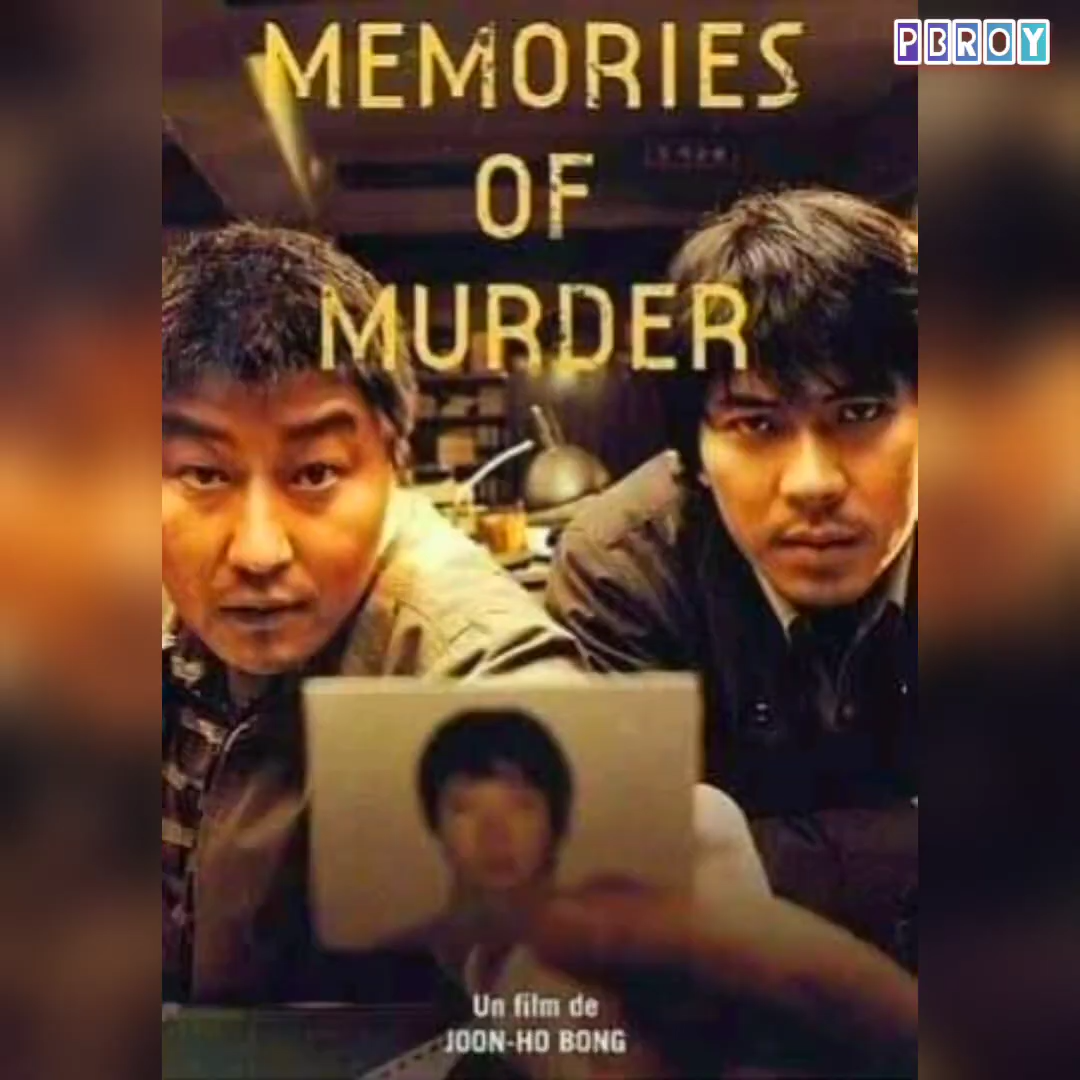 MEMORIES
OF
MURDER
PBROY
Un film de
JOON-HO BONG